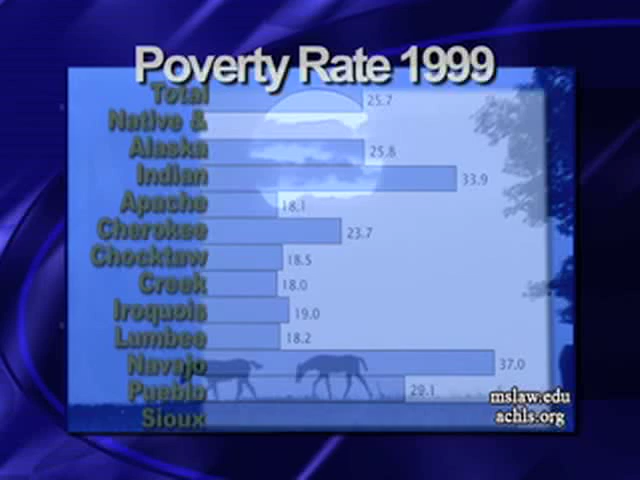 Poverty Rate 1999
Total 25.7
Native &
Alaska 25.8
Indian 33.9
Apache 18.1
Cherokee 23.7
Chocktaw 18.5
Creek 18.0
Iroquois 19.0
Lumbee 18.2
Navajo 37.0
Pueblo 29.1
Sioux
mslaw.edu
achls.org